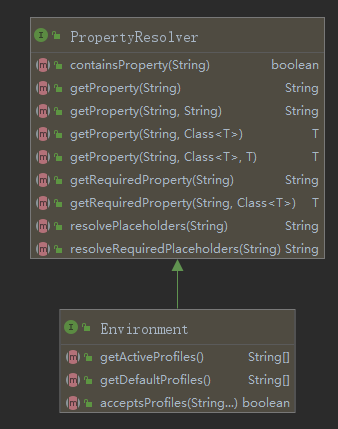 PropertyResolver
containsProperty(String) boolean
getProperty(String) String
getProperty(String, String) String
getProperty(String, Class<T>) T
getProperty(String, Class<T>, T) T
getRequiredProperty(String) String
getRequiredProperty(String, Class<T>) T
resolvePlaceholders(String) String
resolveRequiredPlaceholders(String) String
Environment
getActiveProfiles() String[]
getDefaultProfiles() String[]
acceptsProfiles(String...) boolean